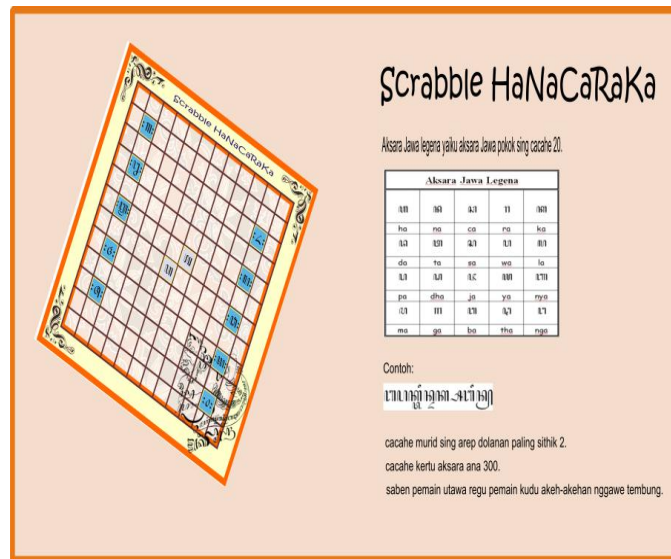 Scrabble HaNaCaRaKa
Scrabble HaNaCaRaKa
Aksara Jawa legena yaiku aksara Jawa pokok sing cacahe 20.
Aksara Jawa Legena
ꦲ ꦤ ꦕ ꦫ ꦏ
ha na ca ra ka
ꦢ ꦠ ꦱ ꦮ ꦭ
da ta sa wa la
ꦥ ꦝ ꦗ ꦪ ꦚ
pa dha ja ya nya
ꦩ ꦒ ꦧ ꦛ ꦔ
ma ga ba tha nga
Contoh:
cacahe murid sing arep dolanan paling sithik 2.
cacahe kertu aksara ana 300.
saben pemain utawa regu pemain kudu akeh-akehan nggawe tembung.